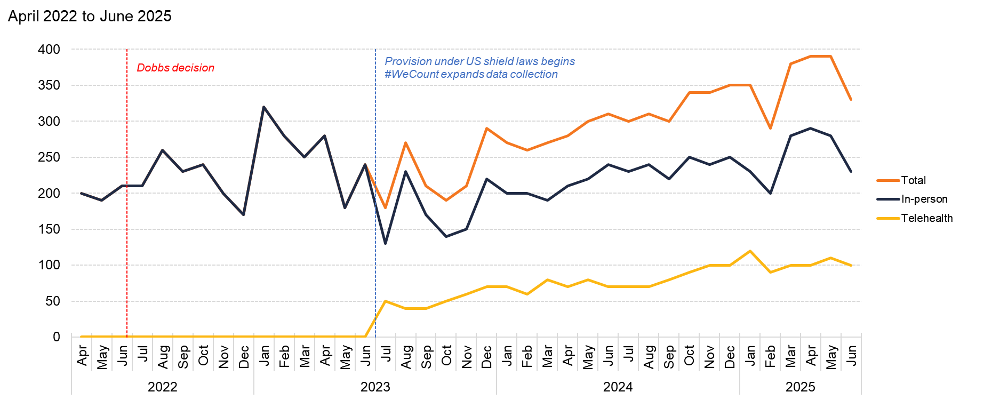 April 2022 to June 2025
400
350
300
250
200
150
100
50
0
Dobbs decision
Provision under US shield laws begins
#WeCount expands data collection
Total
In-person
Telehealth
Apr May Jun Jul Aug Sep Oct Nov Dec Jan Feb Mar Apr May Jun Jul Aug Sep Oct Nov Dec Jan Feb Mar Apr May Jun Jul Aug Sep Oct Nov Dec Jan Feb Mar Apr May Jun
2022 2023 2024 2025